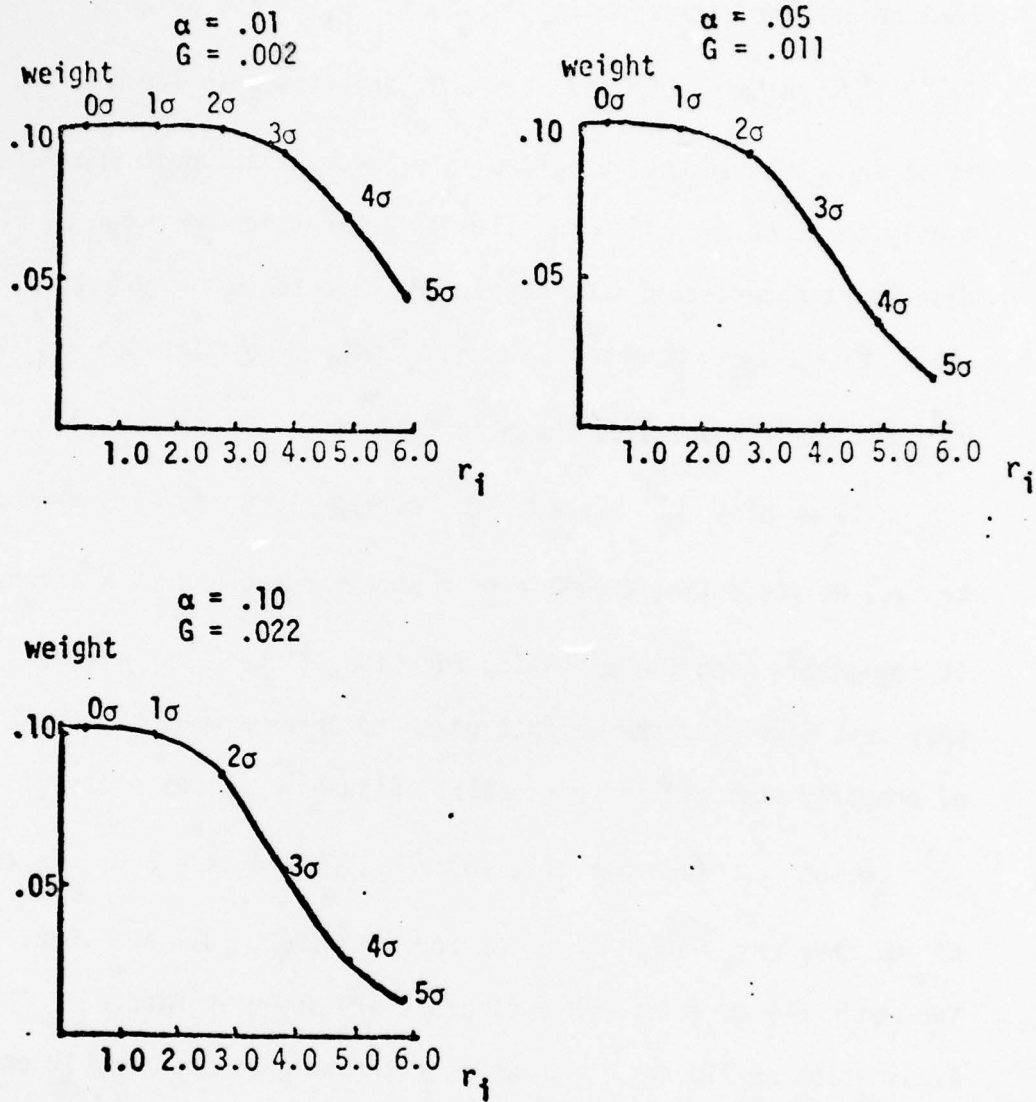 α = .01
G = .002
weight
0σ 1σ 2σ
.10
3σ
4σ
.05
5σ
1.0 2.0 3.0 4.0 5.0 6.0
r_i
α = .05
G = .011
weight
0σ 1σ
.10
2σ
3σ
.05
4σ
5σ
1.0 2.0 3.0 4.0 5.0 6.0
r_i
α = .10
G = .022
weight
0σ 1σ
.10
2σ
3σ
.05
4σ
5σ
1.0 2.0 3.0 4.0 5.0 6.0
r_i